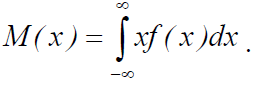 M(x) = ∫_{-∞}^{∞} xf(x)dx .